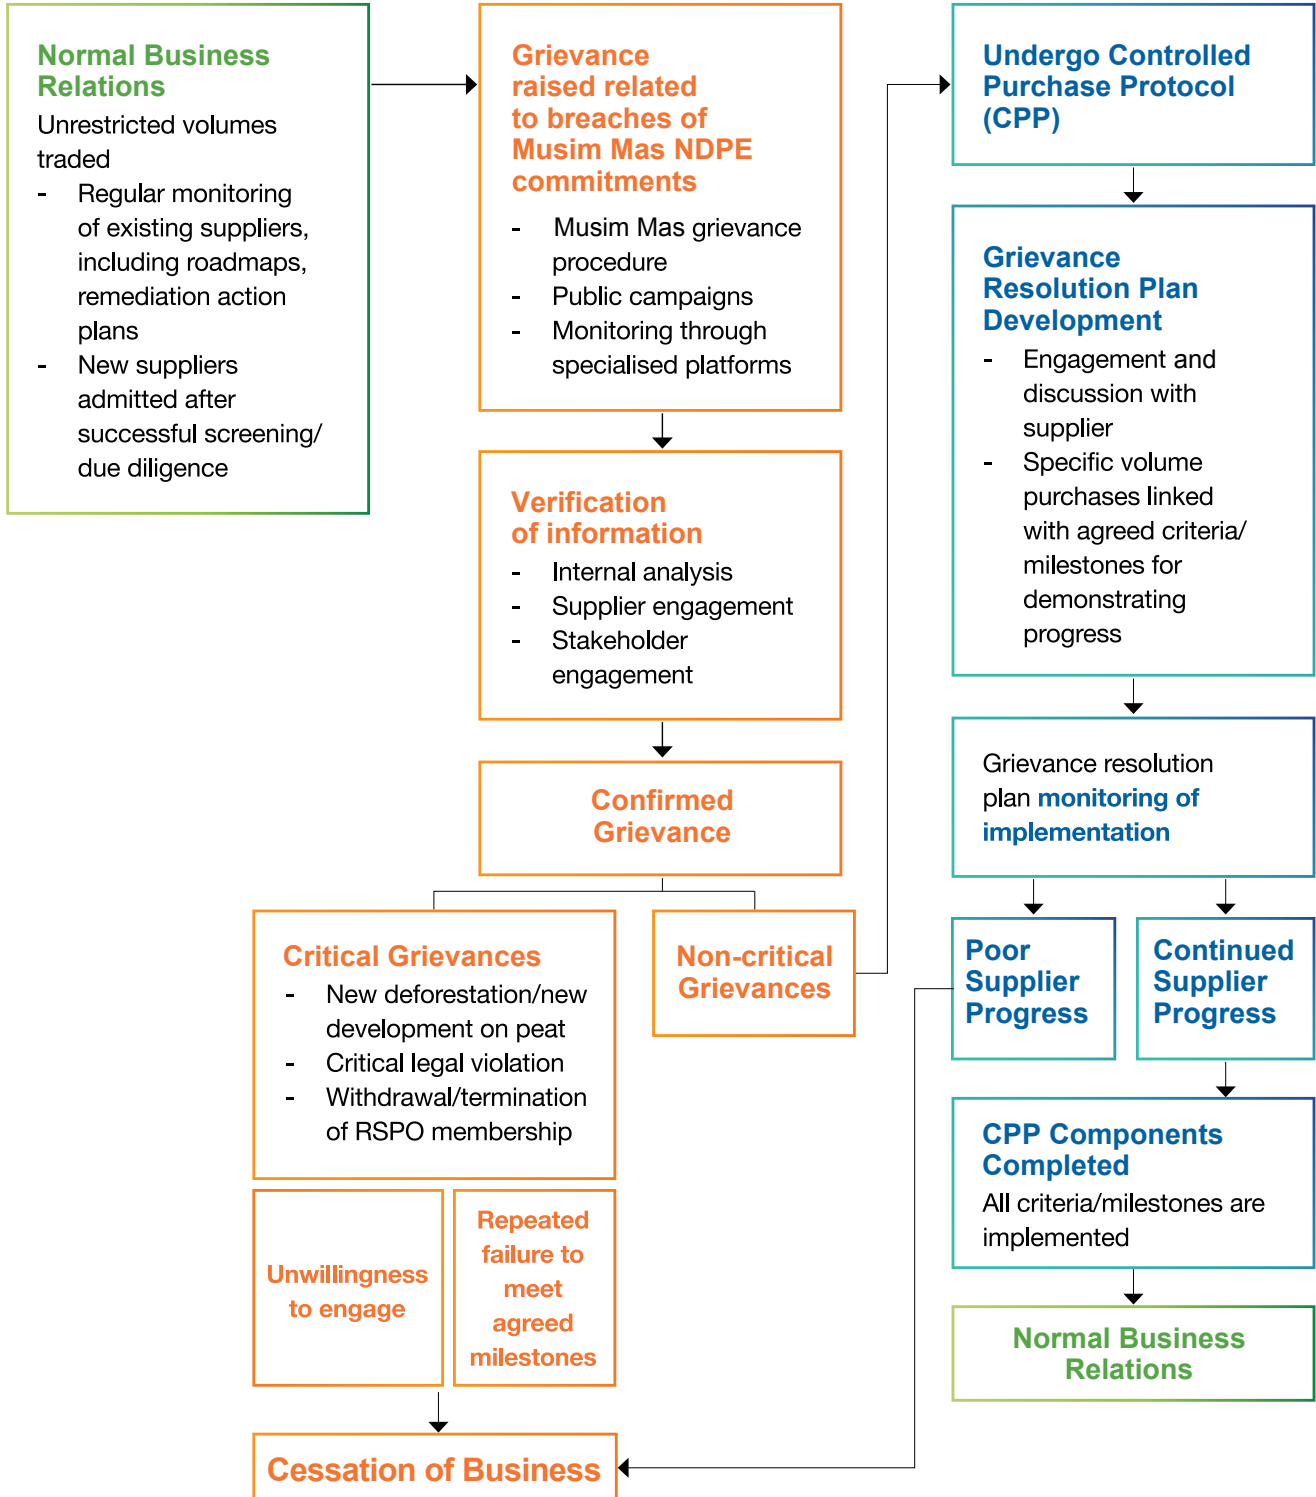 Normal Business
Relations
Unrestricted volumes
traded
- Regular monitoring
of existing suppliers,
including roadmaps,
remediation action
plans
- New suppliers
admitted after
successful screening/
due diligence
Grievance
raised related
to breaches of
Musim Mas NDPE
commitments
- Musim Mas grievance
procedure
- Public campaigns
- Monitoring through
specialised platforms
Verification
of information
- Internal analysis
- Supplier engagement
- Stakeholder
engagement
Confirmed
Grievance
Critical Grievances
- New deforestation/new
development on peat
- Critical legal violation
- Withdrawal/termination
of RSPO membership
Non-critical
Grievances
Unwillingness
to engage
Repeated
failure to
meet
agreed
milestones
Cessation of Business
Undergo Controlled
Purchase Protocol
(CPP)
Grievance
Resolution Plan
Development
- Engagement and
discussion with
supplier
- Specific volume
purchases linked
with agreed criteria/
milestones for
demonstrating
progress
Grievance resolution
plan monitoring of
implementation
Poor
Supplier
Progress
Continued
Supplier
Progress
CPP Components
Completed
All criteria/milestones are
implemented
Normal Business
Relations